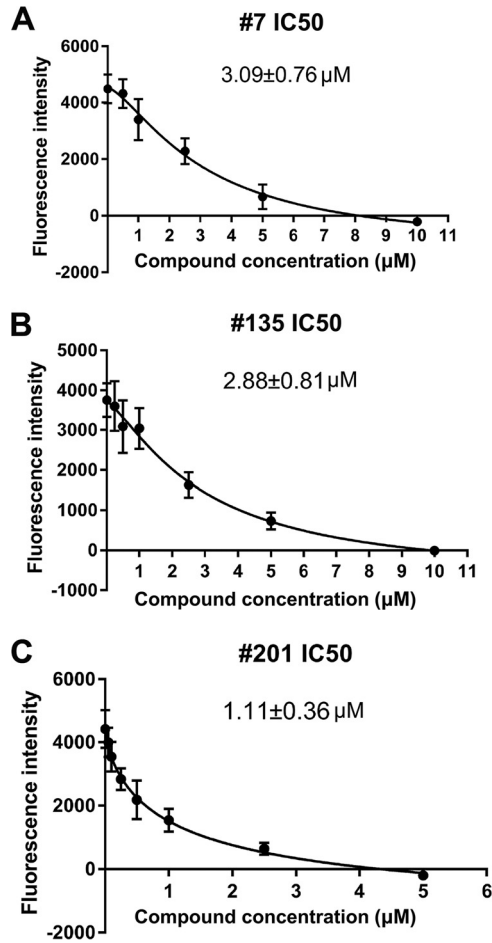 A
#7 IC50
3.09±0.76 µM
Fluorescence intensity
6000
4000
2000
0
-2000
1 2 3 4 5 6 7 8 9 10 11
Compound concentration (µM)
B
#135 IC50
2.88±0.81 µM
Fluorescence intensity
5000
4000
3000
2000
1000
0
-1000
1 2 3 4 5 6 7 8 9 10 11
Compound concentration (µM)
C
#201 IC50
1.11±0.36 µM
Fluorescence intensity
6000
4000
2000
0
-2000
1 2 3 4 5 6
Compound concentration (µM)